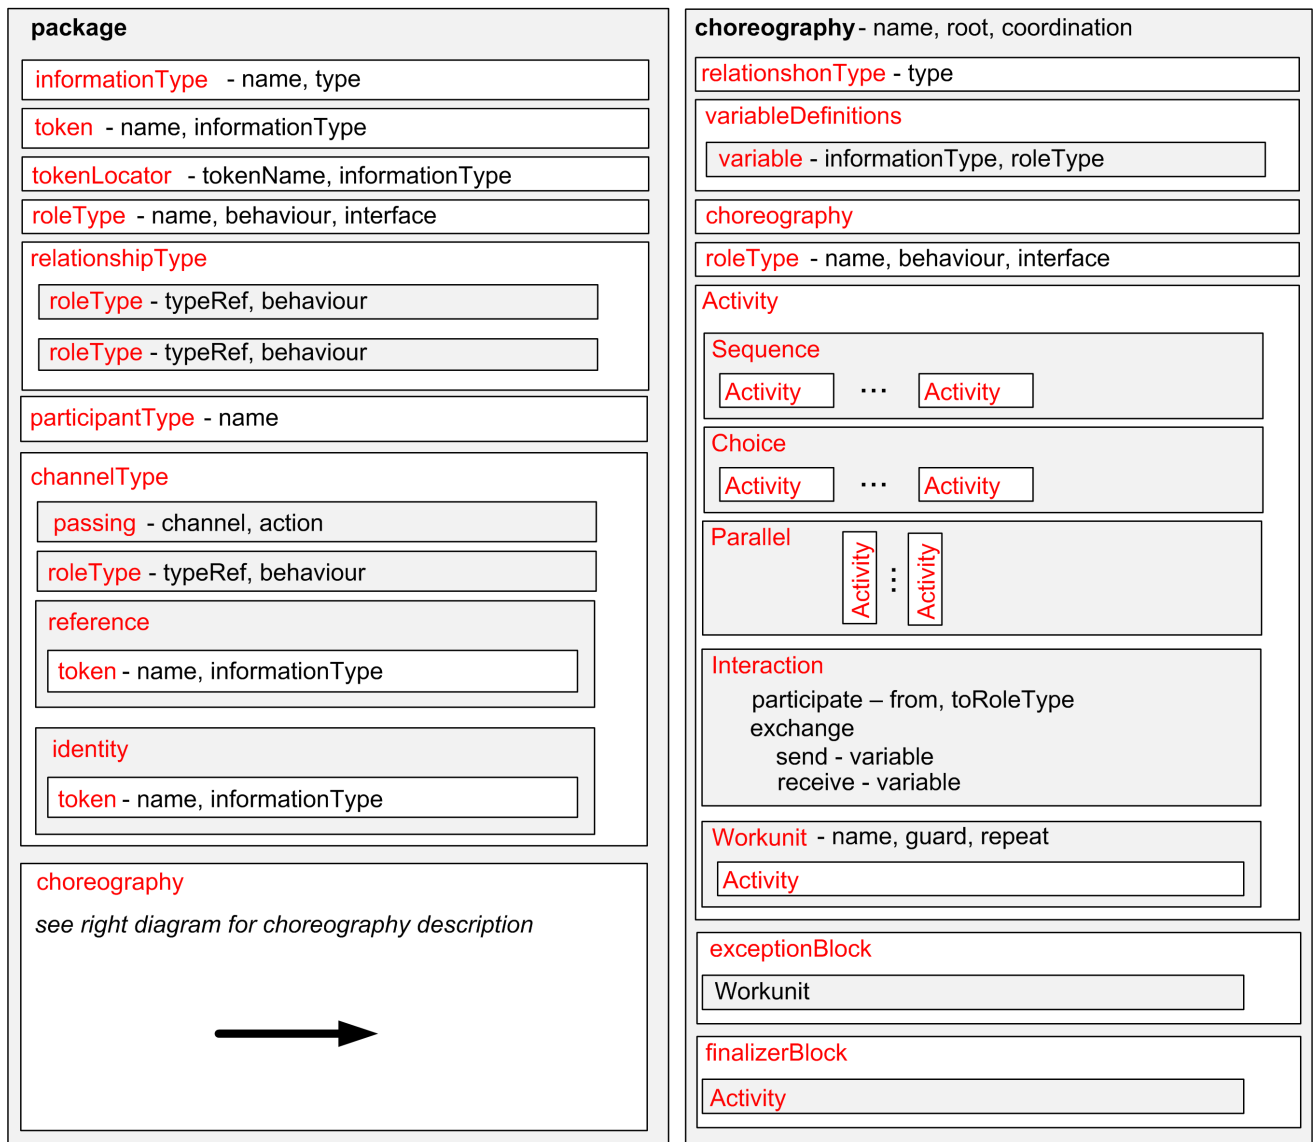 package
informationType - name, type
token - name, informationType
tokenLocator - tokenName, informationType
roleType - name, behaviour, interface
relationshipType
roleType - typeRef, behaviour
roleType - typeRef, behaviour
participantType - name
channelType
passing - channel, action
roleType - typeRef, behaviour
reference
token - name, informationType
identity
token - name, informationType
choreography
see right diagram for choreography description
choreography - name, root, coordination
relationshonType - type
variableDefinitions
variable - informationType, roleType
choreography
roleType - name, behaviour, interface
Activity
Sequence
Activity ... Activity
Choice
Activity ... Activity
Parallel
Activity ... Activity
Interaction
participate – from, toRoleType
exchange
send - variable
receive - variable
Workunit - name, guard, repeat
Activity
exceptionBlock
Workunit
finalizerBlock
Activity